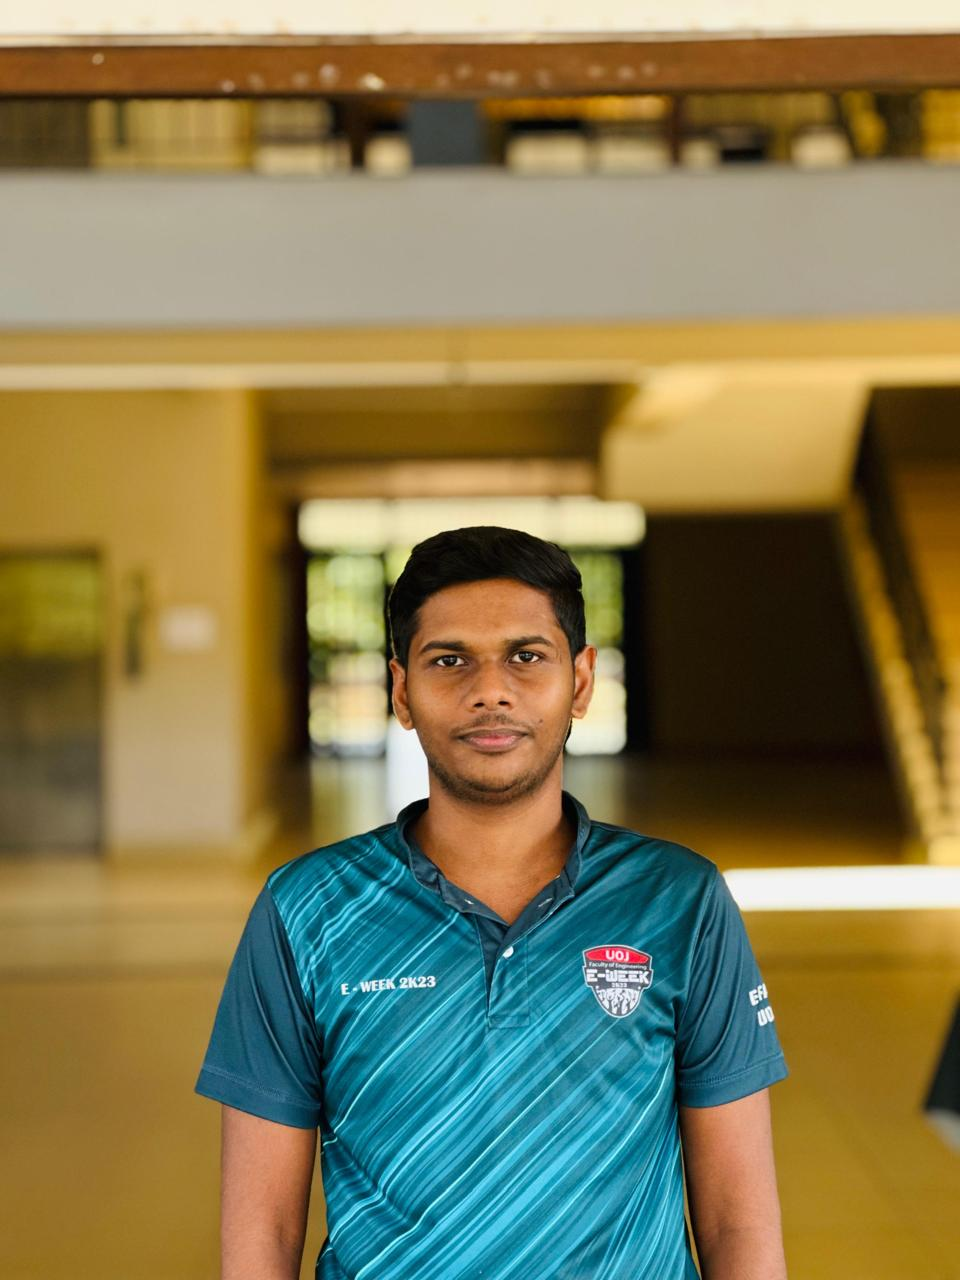 E - WEEK 2K23
UOJ
Faculty of Engineering
E-WEEK
2K23